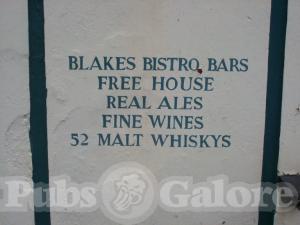 BLAKES BISTRO, BARS
FREE HOUSE
REAL ALES
FINE WINES
52 MALT WHISKYS
Pubs Galore